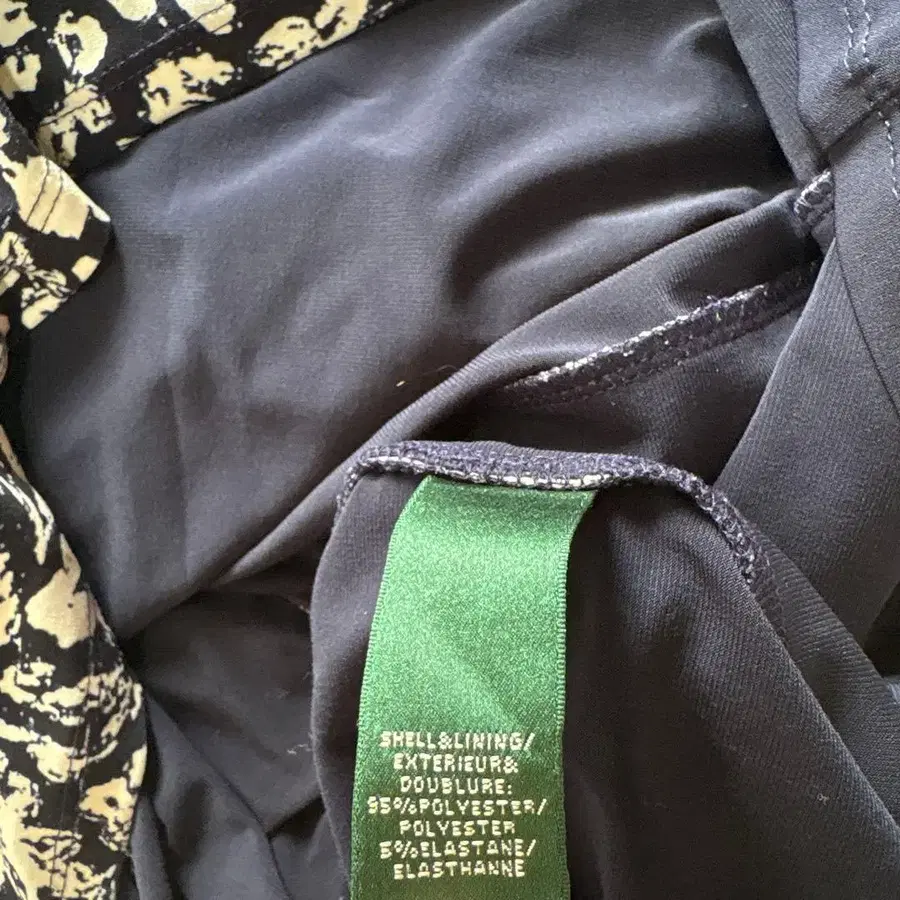 SHELL&LINING/
EXTERIEUR&
DOUBLURE:
95%POLYESTER/
POLYESTER
5%ELASTANE/
ELASTHANNE